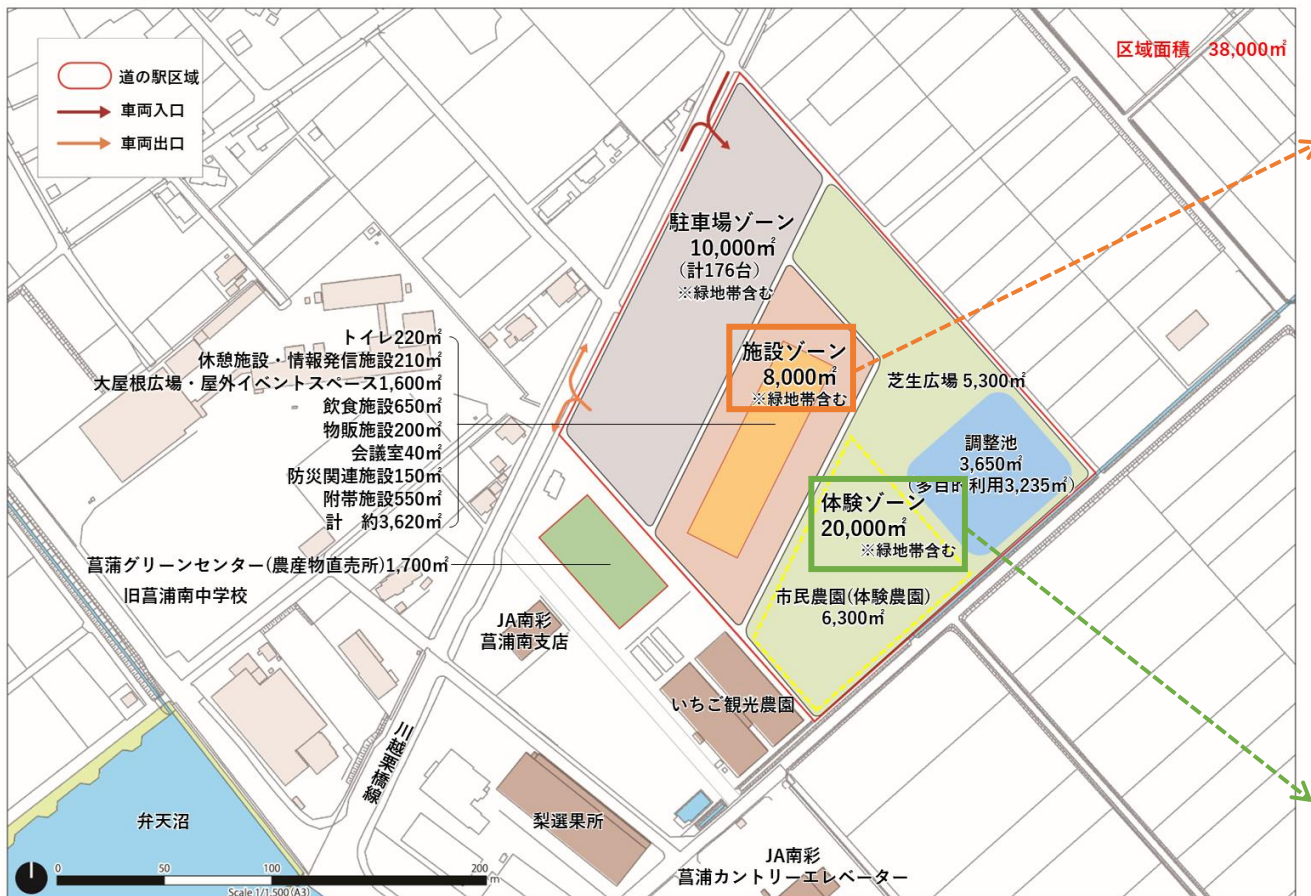 区域面積　38,000㎡
道の駅区域
車両入口
車両出口
駐車場ゾーン
10,000㎡
（計176台）
※緑地帯含む
トイレ220㎡
休憩施設・情報発信施設210㎡
大屋根広場・屋外イベントスペース1,600㎡
飲食施設650㎡
物販施設200㎡
会議室40㎡
防災関連施設150㎡
附帯施設550㎡
計　約3,620㎡
施設ゾーン
8,000㎡
※緑地帯含む
芝生広場 5,300㎡
調整池
3,650㎡
（多目的利用3,235㎡）
体験ゾーン
20,000㎡
※緑地帯含む
市民農園(体験農園)
6,300㎡
菖蒲グリーンセンター(農産物直売所)1,700㎡
旧菖浦南中学校
JA南彩
菖浦南支店
いちご観光農園
川越栗橋線
弁天沼
梨選果所
JA南彩
菖浦カントリーエレベーター
0 50 100 200
m
Scale 1/1,500(A3)